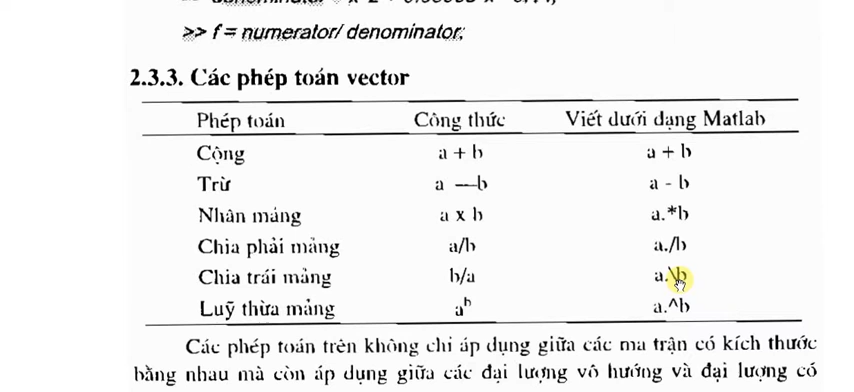 >> f = numerator/ denominator;
2.3.3. Các phép toán vector
Phép toán Công thức Viết dưới dạng Matlab
Cộng a + b a + b
Trừ a —b a - b
Nhân mảng a x b a.*b
Chia phải mảng a/b a./b
Chia trái mảng b/a a.\b
Luỹ thừa mảng a^b a.^b
Các phép toán trên không chỉ áp dụng giữa các ma trận có kích thước
bằng nhau mà còn áp dụng giữa các đại lượng vô hướng và đại lượng có